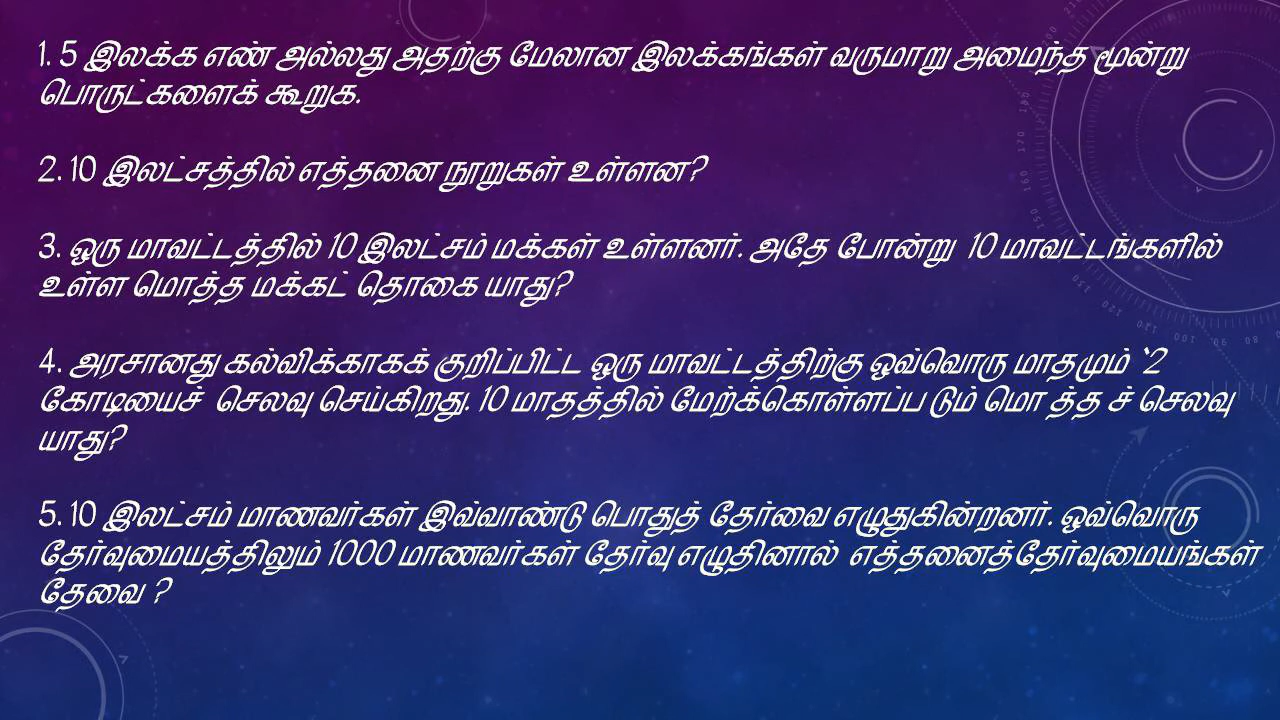 1. 5 இலக்க எண் அல்லது அதற்கு மேலான இலக்கங்கள் வருமாறு அமைந்த மூன்று
பொருட்களைக் கூறுக.
2. 10 இலட்சத்தில் எத்தனை நூறுகள் உள்ளன?
3. ஒரு மாவட்டத்தில் 10 இலட்சம் மக்கள் உள்ளனர். அதே போன்று 10 மாவட்டங்களில்
உள்ள மொத்த மக்கட் தொகை யாது?
4. அரசானது கல்விக்காகக் குறிப்பிட்ட ஒரு மாவட்டத்திற்கு ஒவ்வொரு மாதமும் `2
கோடியைச் செலவு செய்கிறது. 10 மாதத்தில் மேற்க்கொள்ளப்ப டும் மொ த்த ச் செலவு
யாது?
5. 10 இலட்சம் மாணவர்கள் இவ்வாண்டு பொதுத் தேர்வை எழுதுகின்றனர். ஒவ்வொரு
தேர்வுமையத்திலும் 1000 மாணவர்கள் தேர்வு எழுதினால் எத்தனைத்தேர்வுமையங்கள்
தேவை ?